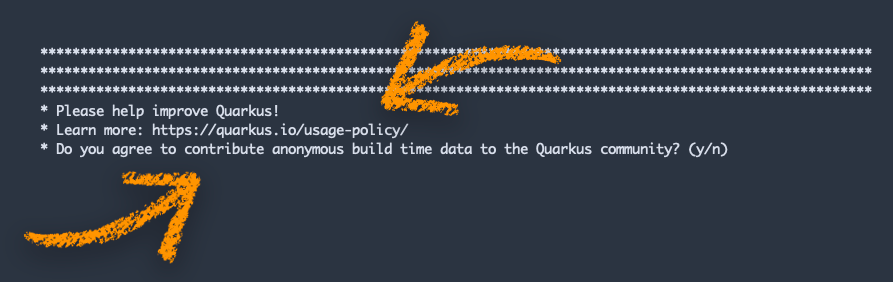 ********************************************************************************************************
********************************************************************************************************
********************************************************************************************************
* Please help improve Quarkus!
* Learn more: https://quarkus.io/usage-policy/
* Do you agree to contribute anonymous build time data to the Quarkus community? (y/n)